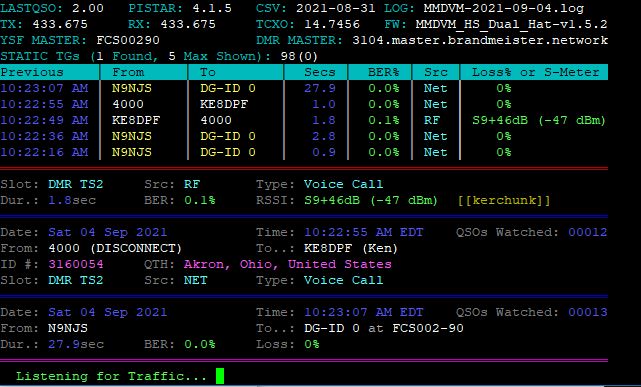 LASTQSO: 2.00 PISTAR: 4.1.5 CSV: 2021-08-31 LOG: MMDVM-2021-09-04.log
TX: 433.675 RX: 433.675 TCXO: 14.7456 FW: MMDVM_HS_Dual_Hat-v1.5.2
YSF MASTER: FCS00290 DMR MASTER: 3104.master.brandmeister.network
STATIC TGs (1 Found, 5 Max Shown): 98(0)
Previous | From | To | Secs | BER% | Src | Loss% or S-Meter
10:23:07 AM | N9NJS | DG-ID 0 | 27.9 | 0.0% | Net | 0%
10:22:55 AM | 4000 | KE8DPF | 1.0 | 0.0% | Net | 0%
10:22:49 AM | KE8DPF | 4000 | 1.8 | 0.1% | RF | S9+46dB (-47 dBm)
10:22:36 AM | N9NJS | DG-ID 0 | 2.8 | 0.0% | Net | 0%
10:22:16 AM | N9NJS | DG-ID 0 | 0.9 | 0.0% | Net | 0%
Slot: DMR TS2 Src: RF Type: Voice Call
Dur.: 1.8sec BER: 0.1% RSSI: S9+46dB (-47 dBm) [[kerchunk]]
Date: Sat 04 Sep 2021 Time: 10:22:55 AM EDT QSOs Watched: 00012
From: 4000 (DISCONNECT) To..: KE8DPF (Ken)
ID #: 3160054 QTH: Akron, Ohio, United States
Slot: DMR TS2 Src: NET Type: Voice Call
Date: Sat 04 Sep 2021 Time: 10:23:07 AM EDT QSOs Watched: 00013
From: N9NJS To..: DG-ID 0 at FCS002-90
Dur.: 27.9sec BER: 0.0% Loss: 0%
Listening for Traffic...